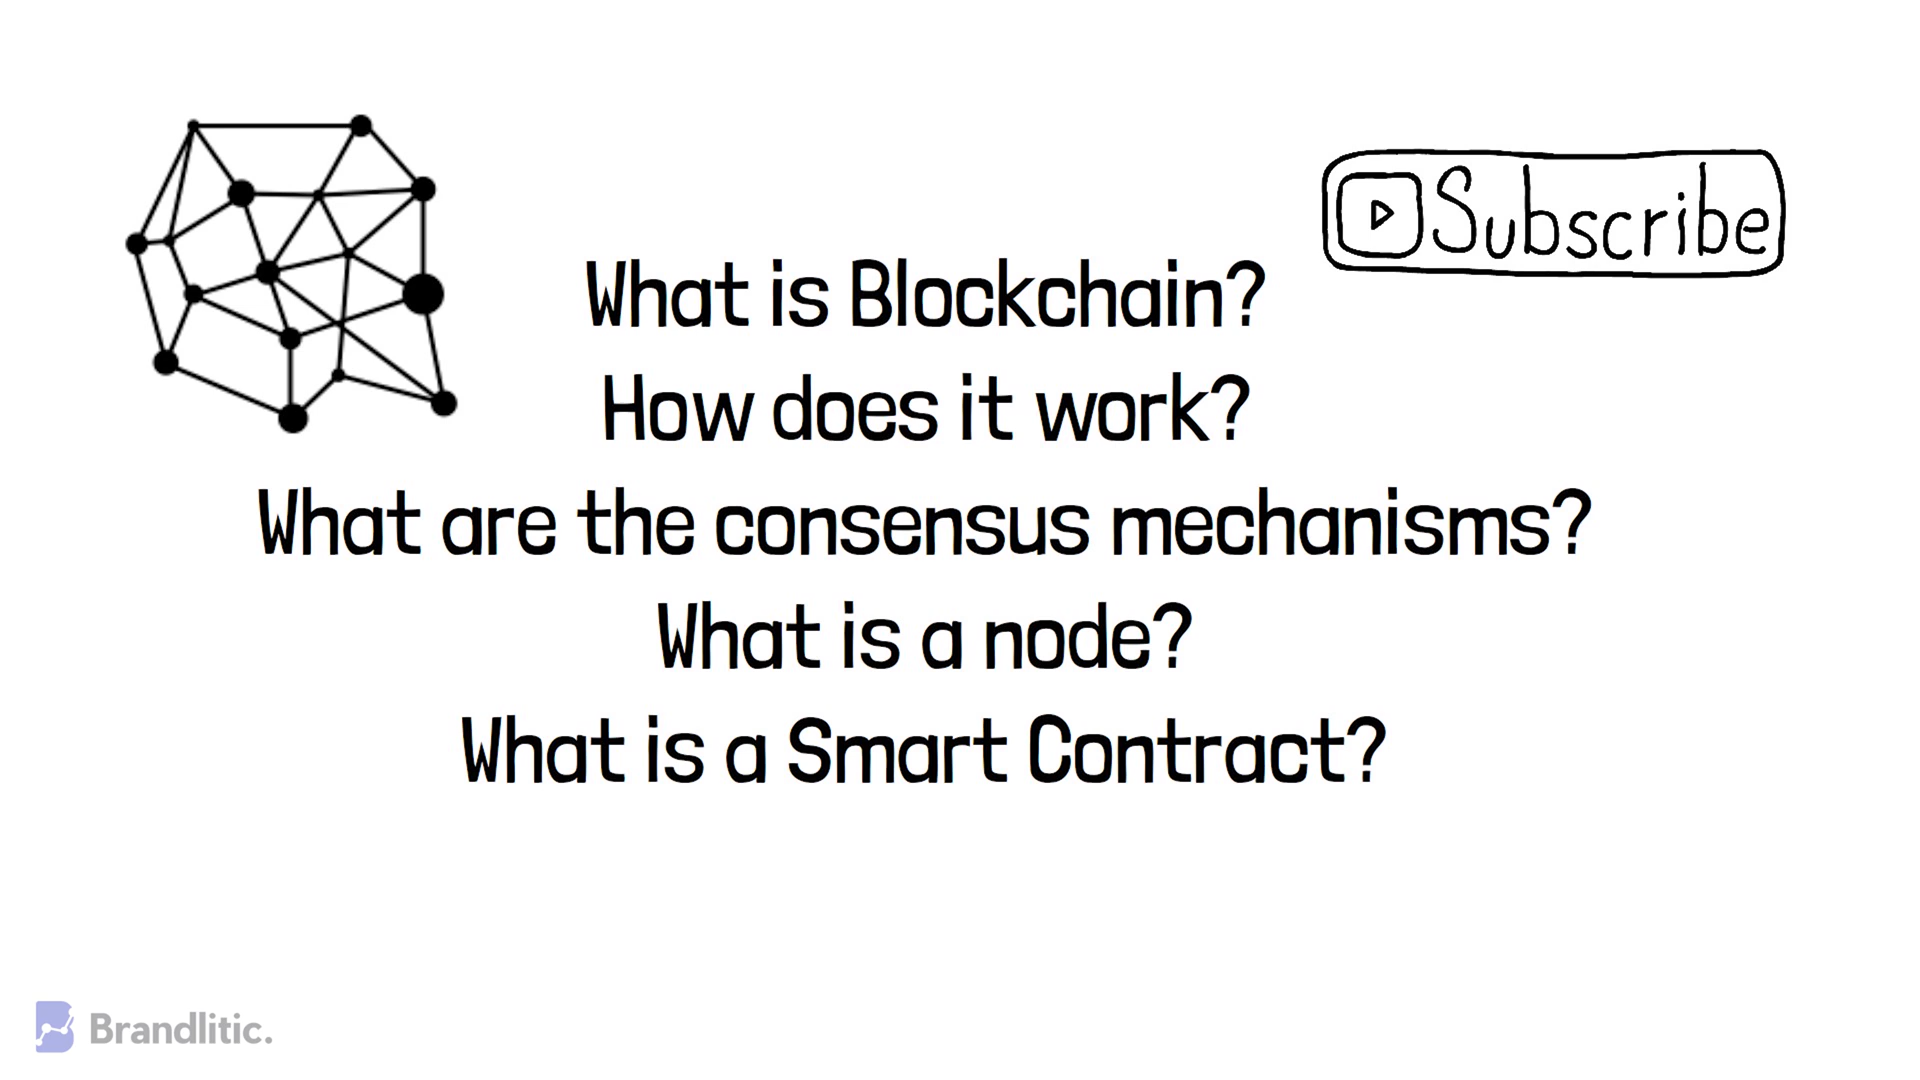 Subscribe
What is Blockchain?
How does it work?
What are the consensus mechanisms?
What is a node?
What is a Smart Contract?
Brandlitic.